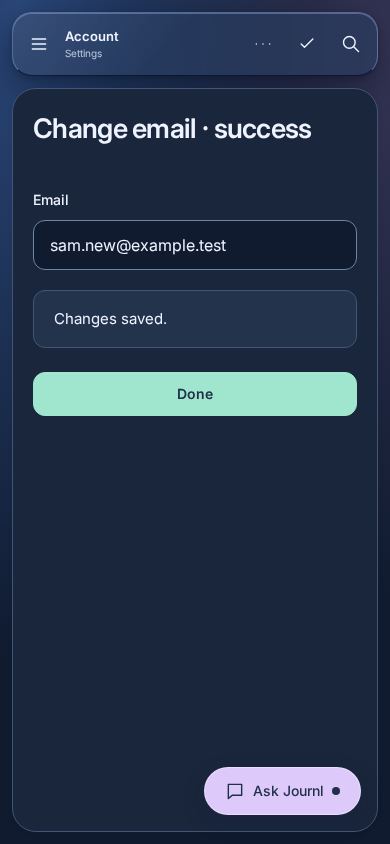 Account
Settings
Change email · success
Email
sam.new@example.test
Changes saved.
Done
Ask Journl